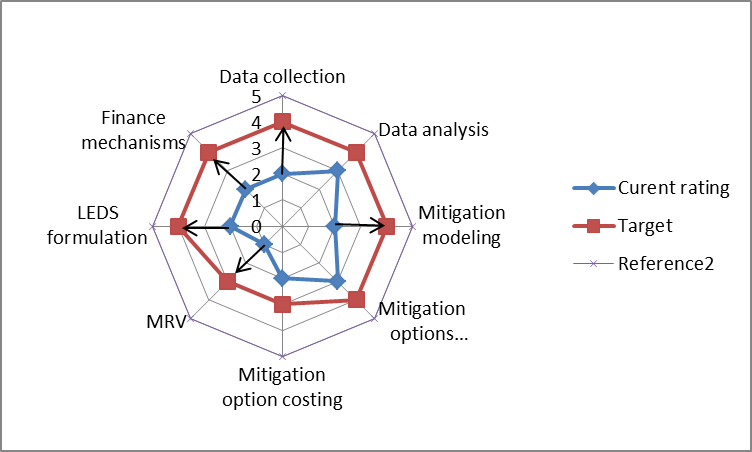 Data collection
5
4
3
2
1
0
Data analysis
Mitigation
modeling
Mitigation
options...
Mitigation
option costing
MRV
LEDS
formulation
Finance
mechanisms
Curent rating
Target
Reference2